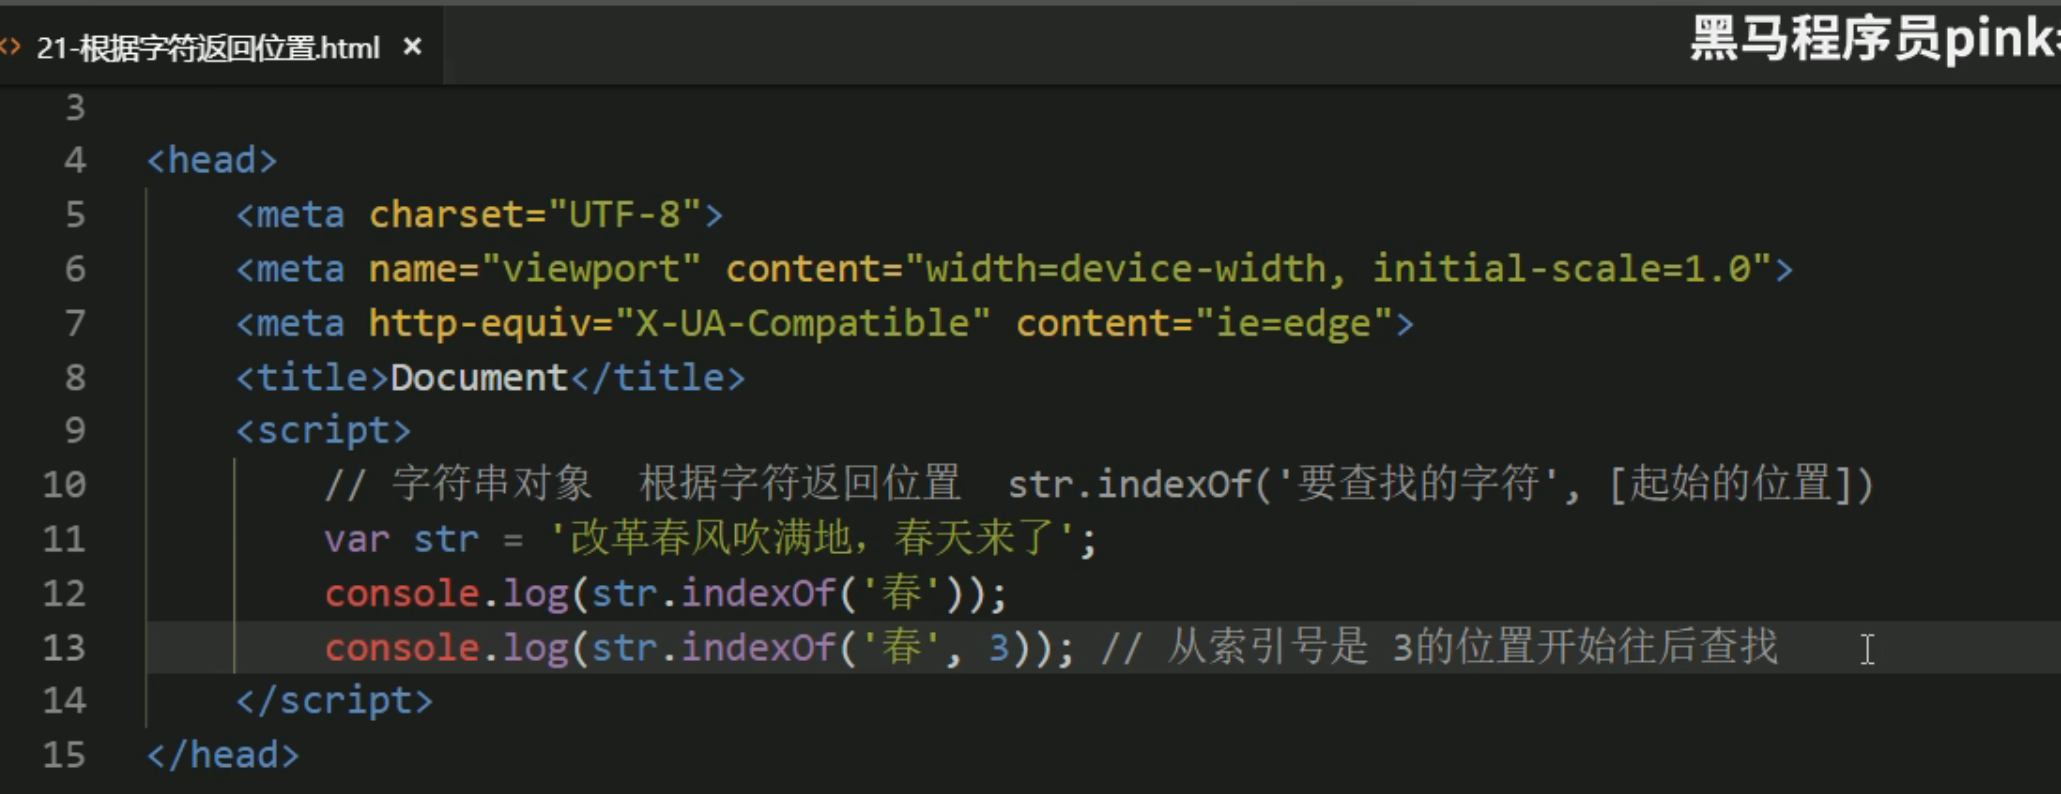 21-根据字符返回位置.html ×
黑马程序员pink
3
4 <head>
5 <meta charset="UTF-8">
6 <meta name="viewport" content="width=device-width, initial-scale=1.0">
7 <meta http-equiv="X-UA-Compatible" content="ie=edge">
8 <title>Document</title>
9 <script>
10 // 字符串对象  根据字符返回位置  str.indexOf('要查找的字符', [起始的位置])
11 var str = '改革春风吹满地，春天来了';
12 console.log(str.indexOf('春'));
13 console.log(str.indexOf('春', 3)); // 从索引号是 3的位置开始往后查找
14 </script>
15 </head>